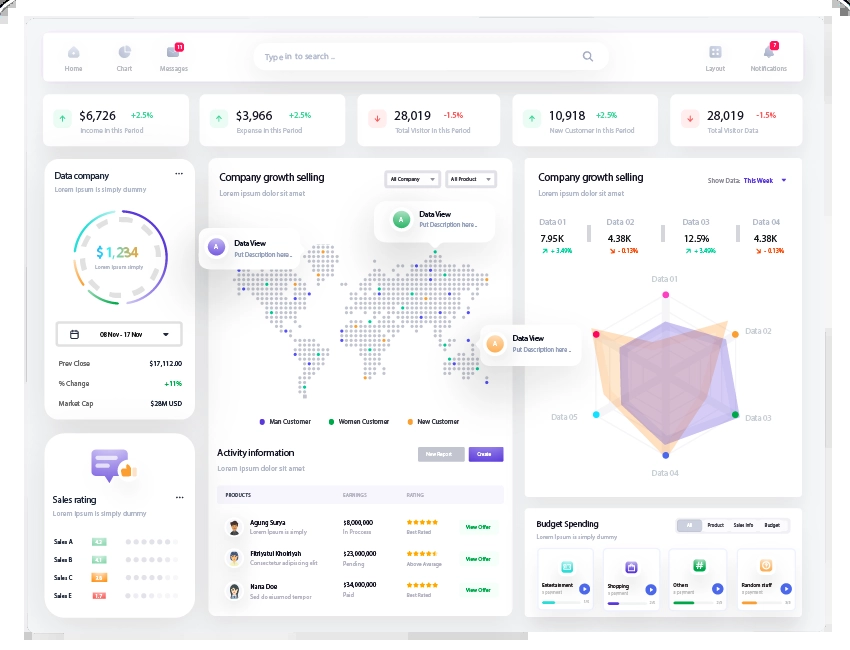 11
7
Type in to search ..
Home
Chart
Messages
Layout
Notifications
$6,726 +2.5%
Income in this Period
$3,966 +2.5%
Expense in this Period
28,019 -1.5%
Total Visitor in this Period
10,918 +2.5%
New Customer in this Period
28,019 -1.5%
Total Visitor Data
Data company
Lorem ipsum is simply dummy
$ 1,234
Lorem ipsum simply
08 Nov - 17 Nov
Prev Close $17,112.00
% Change +11%
Market Cap $28M USD
Sales rating
Lorem ipsum is simply dummy
Sales A 4.2
Sales B 4.1
Sales C 3.8
Sales E
Company growth selling
All Company
All Product
Lorem ipsum dolor sit amet
A
Data View
Put Description here..
A
Data View
Put Description here..
A
Data View
Put Description here..
Man Customer
Women Customer
New Customer
Activity information
New Report
Create
Lorem ipsum dolor sit amet
PRODUCTS EARNINGS RATING
Agung Surya $8,000,000
Lorem ipsum is simply In Process Best Rated
View Offer
Fitriyatul Khoiriyah $23,000,000
Consectetur adipiscing elit Pending Above Average
View Offer
Nana Doe $34,000,000
Sed do eiusmod tempor Paid Best Rated
View Offer
Company growth selling
Show Data: This Week
Lorem ipsum dolor sit amet
Data 01 Data 02 Data 03 Data 04
7.95K 4.38K 12.5% 4.38K
+ 3.49% - 0.13% + 3.49% - 0.13%
Data 01
Data 02
Data 03
Data 04
Data 05
Budget Spending
All Product Sales Info Budget
Lorem ipsum is simply dummy
Entertainment
x payment
Shopping
x payment
#
Others
x payment
Random stuff
x payment